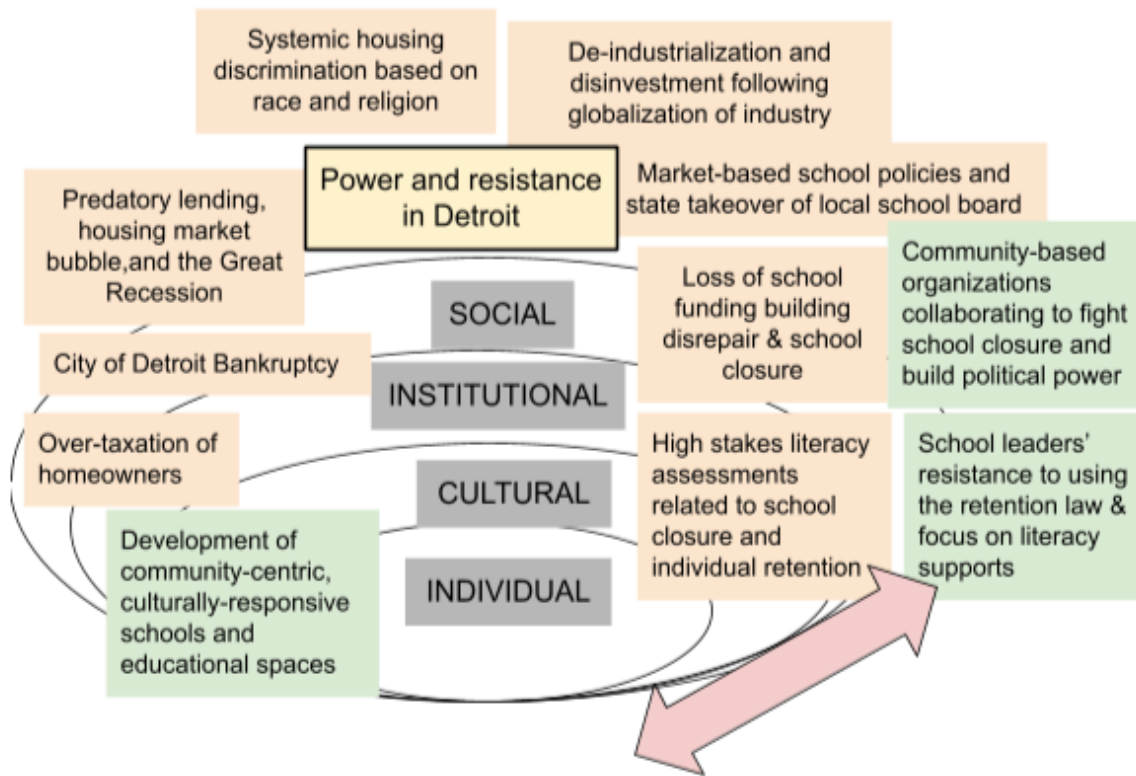 Systemic housing
discrimination based on
race and religion
De-industrialization and
disinvestment following
globalization of industry
Power and resistance
in Detroit
Market-based school policies and
state takeover of local school board
Predatory lending,
housing market
bubble,and the Great
Recession
Community-based
organizations
collaborating to fight
school closure and
build political power
Loss of school
funding building
disrepair & school
closure
SOCIAL
City of Detroit Bankruptcy
INSTITUTIONAL
Over-taxation of
homeowners
High stakes literacy
assessments
related to school
closure and
individual retention
School leaders’
resistance to using
the retention law &
focus on literacy
supports
CULTURAL
Development of
community-centric,
culturally-responsive
schools and
educational spaces
INDIVIDUAL